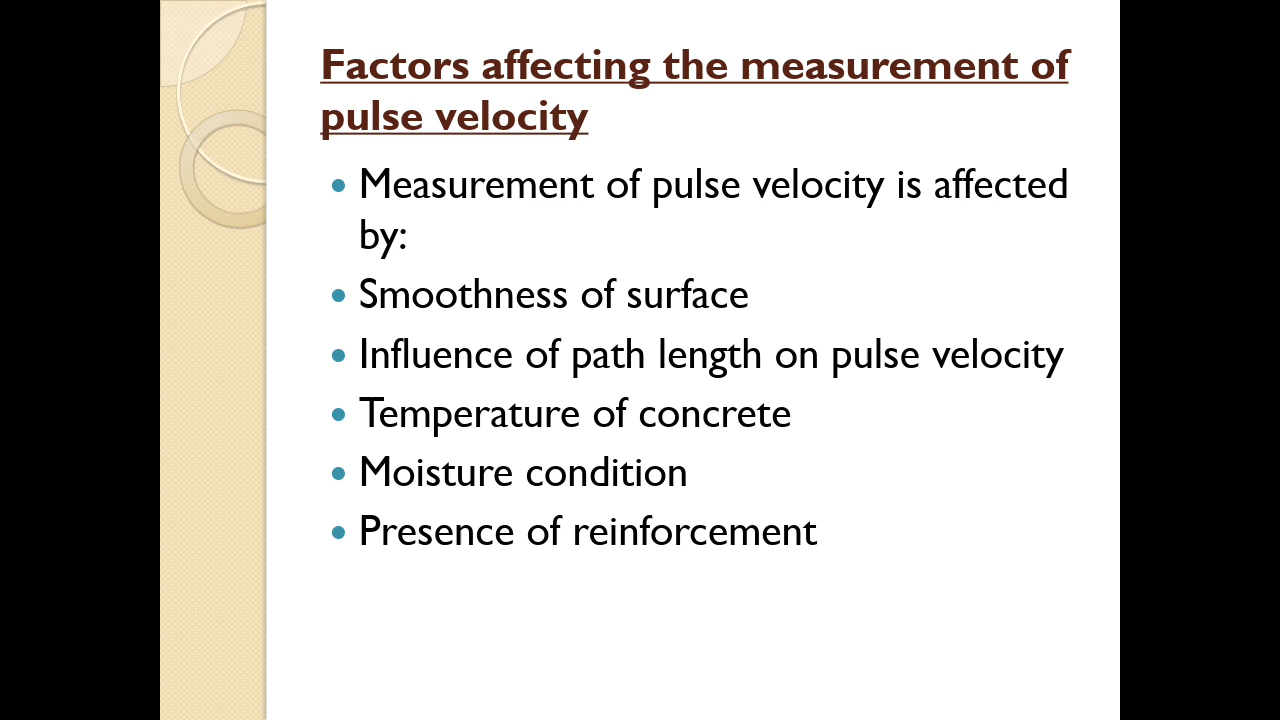 Factors affecting the measurement of
pulse velocity
• Measurement of pulse velocity is affected
by:
• Smoothness of surface
• Influence of path length on pulse velocity
• Temperature of concrete
• Moisture condition
• Presence of reinforcement